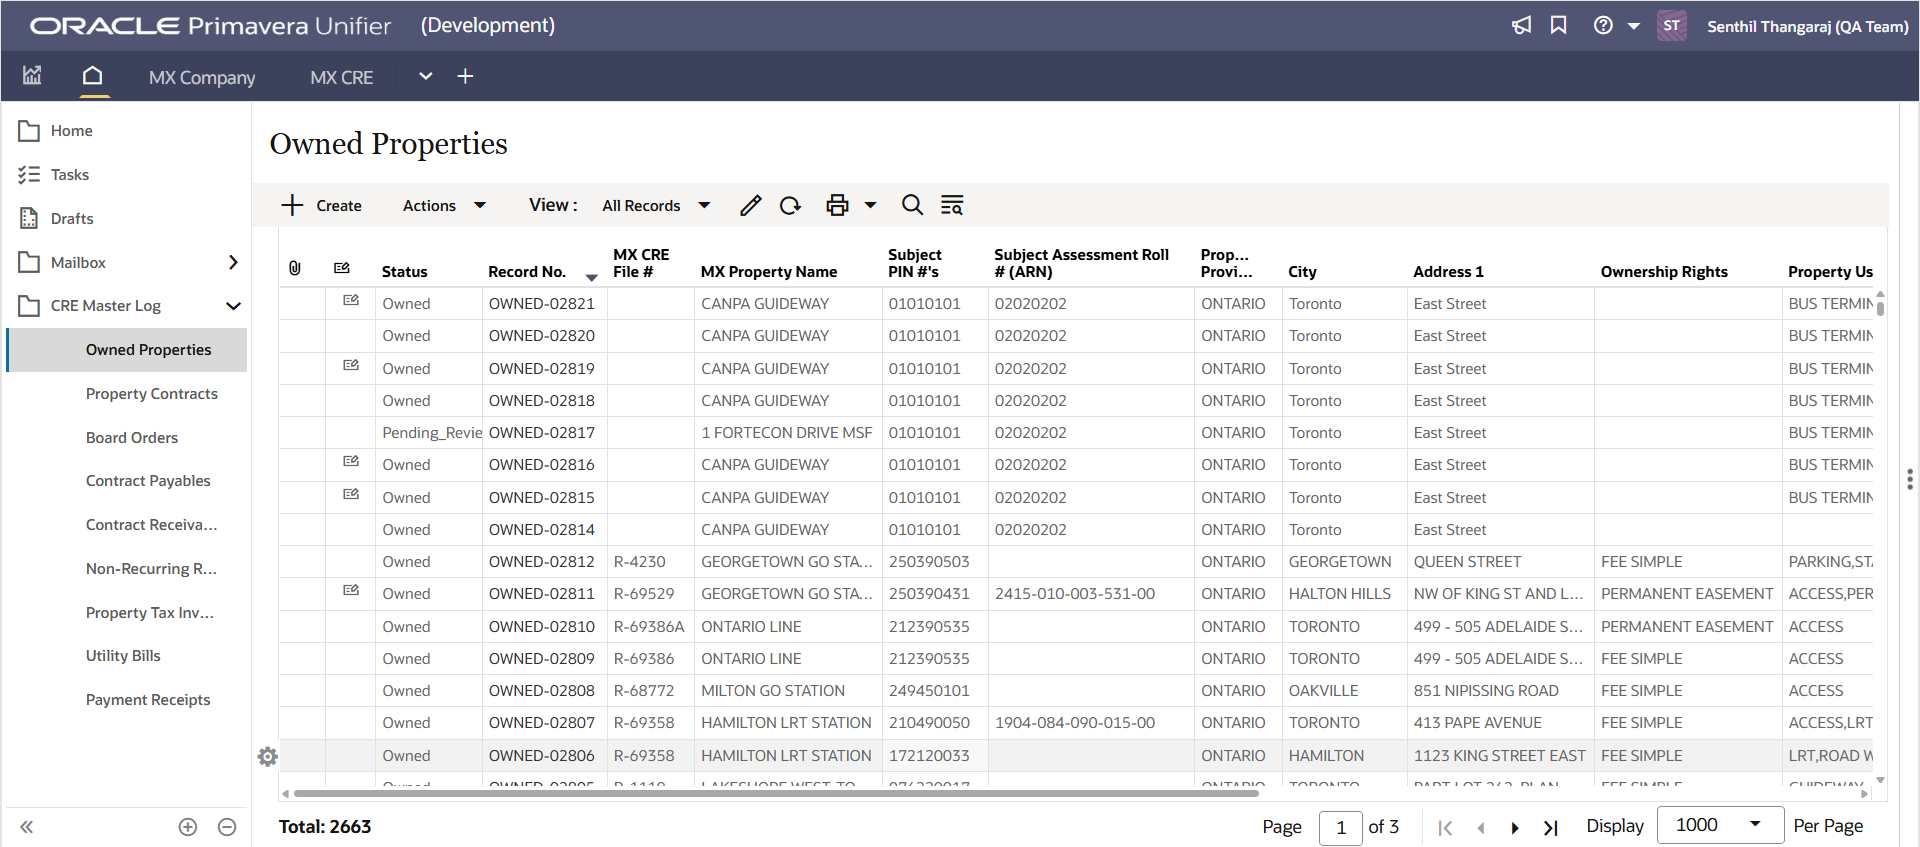 ORACLE Primavera Unifier (Development)
ST Senthil Thangaraj (QA Team)
MX Company MX CRE
Home
Tasks
Drafts
Mailbox
CRE Master Log
Owned Properties
Property Contracts
Board Orders
Contract Payables
Contract Receiva...
Non-Recurring R...
Property Tax Inv...
Utility Bills
Payment Receipts
Owned Properties
Create Actions View : All Records
Status Record No. MX CRE File # MX Property Name Subject PIN #'s Subject Assessment Roll # (ARN) Prop... Provi... City Address 1 Ownership Rights Property Us
Owned OWNED-02821 CANPA GUIDEWAY 01010101 02020202 ONTARIO Toronto East Street BUS TERMIN
Owned OWNED-02820 CANPA GUIDEWAY 01010101 02020202 ONTARIO Toronto East Street BUS TERMIN
Owned OWNED-02819 CANPA GUIDEWAY 01010101 02020202 ONTARIO Toronto East Street BUS TERMIN
Owned OWNED-02818 CANPA GUIDEWAY 01010101 02020202 ONTARIO Toronto East Street BUS TERMIN
Pending_Revie OWNED-02817 1 FORTECON DRIVE MSF 01010101 02020202 ONTARIO Toronto East Street BUS TERMIN
Owned OWNED-02816 CANPA GUIDEWAY 01010101 02020202 ONTARIO Toronto East Street BUS TERMIN
Owned OWNED-02815 CANPA GUIDEWAY 01010101 02020202 ONTARIO Toronto East Street BUS TERMIN
Owned OWNED-02814 CANPA GUIDEWAY 01010101 02020202 ONTARIO Toronto East Street
Owned OWNED-02812 R-4230 GEORGETOWN GO STA... 250390503 ONTARIO GEORGETOWN QUEEN STREET FEE SIMPLE PARKING,STA
Owned OWNED-02811 R-69529 GEORGETOWN GO STA... 250390431 2415-010-003-531-00 ONTARIO HALTON HILLS NW OF KING ST AND L... PERMANENT EASEMENT ACCESS,PER
Owned OWNED-02810 R-69386A ONTARIO LINE 212390535 ONTARIO TORONTO 499 - 505 ADELAIDE S... PERMANENT EASEMENT ACCESS
Owned OWNED-02809 R-69386 ONTARIO LINE 212390535 ONTARIO TORONTO 499 - 505 ADELAIDE S... FEE SIMPLE ACCESS
Owned OWNED-02808 R-68772 MILTON GO STATION 249450101 ONTARIO OAKVILLE 851 NIPISSING ROAD FEE SIMPLE ACCESS
Owned OWNED-02807 R-69358 HAMILTON LRT STATION 210490050 1904-084-090-015-00 ONTARIO TORONTO 413 PAPE AVENUE FEE SIMPLE ACCESS,LRT
Owned OWNED-02806 R-69358 HAMILTON LRT STATION 172120033 ONTARIO HAMILTON 1123 KING STREET EAST FEE SIMPLE LRT,ROAD W
Total: 2663
Page 1 of 3 Display 1000 Per Page